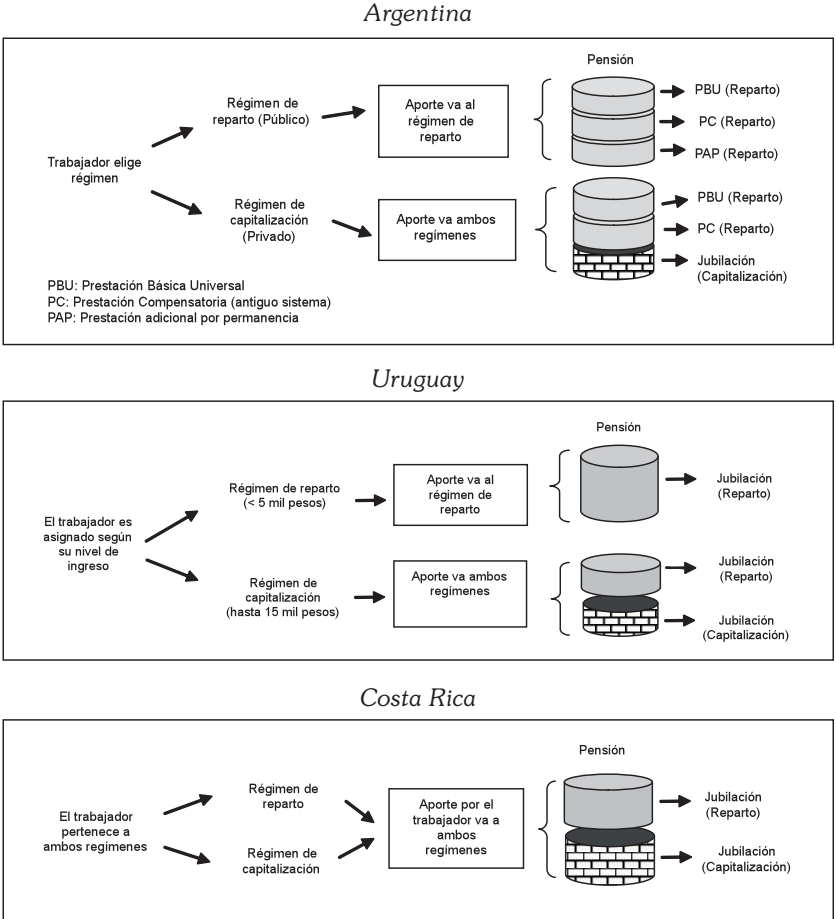 Argentina
Pensión
Trabajador elige
régimen
Régimen de
reparto (Público)
Aporte va al
régimen de
reparto
PBU (Reparto)
PC (Reparto)
PAP (Reparto)
Régimen de
capitalización
(Privado)
Aporte va ambos
regímenes
PBU (Reparto)
PC (Reparto)
Jubilación
(Capitalización)
PBU: Prestación Básica Universal
PC: Prestación Compensatoria (antiguo sistema)
PAP: Prestación adicional por permanencia
Uruguay
Pensión
El trabajador es
asignado según
su nivel de
ingreso
Régimen de reparto
(< 5 mil pesos)
Aporte va al
régimen de
reparto
Jubilación
(Reparto)
Régimen de
capitalización
(hasta 15 mil pesos)
Aporte va ambos
regímenes
Jubilación
(Reparto)
Jubilación
(Capitalización)
Costa Rica
Pensión
El trabajador
pertenece a
ambos regímenes
Régimen de
reparto
Régimen de
capitalización
Aporte por el
trabajador va a
ambos
regímenes
Jubilación
(Reparto)
Jubilación
(Capitalización)